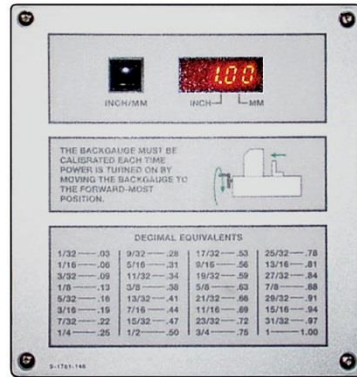 1.00
INCH/MM
INCH MM
THE BACKGAUGE MUST BE
CALIBRATED EACH TIME
POWER IS TURNED ON BY
MOVING THE BACKGAUGE TO
THE FORWARD-MOST
POSITION.
DECIMAL EQUIVALENTS
1/32 .03 9/32 .28 17/32 .53 25/32 .78
1/16 .06 5/16 .31 9/16 .56 13/16 .81
3/32 .09 11/32 .34 19/32 .59 27/32 .84
1/8 .13 3/8 .38 5/8 .63 7/8 .88
5/32 .16 13/32 .41 21/32 .66 29/32 .91
3/16 .19 7/16 .44 11/16 .69 15/16 .94
7/32 .22 15/32 .47 23/32 .72 31/32 .97
1/4 .25 1/2 .50 3/4 .75 1 1.00